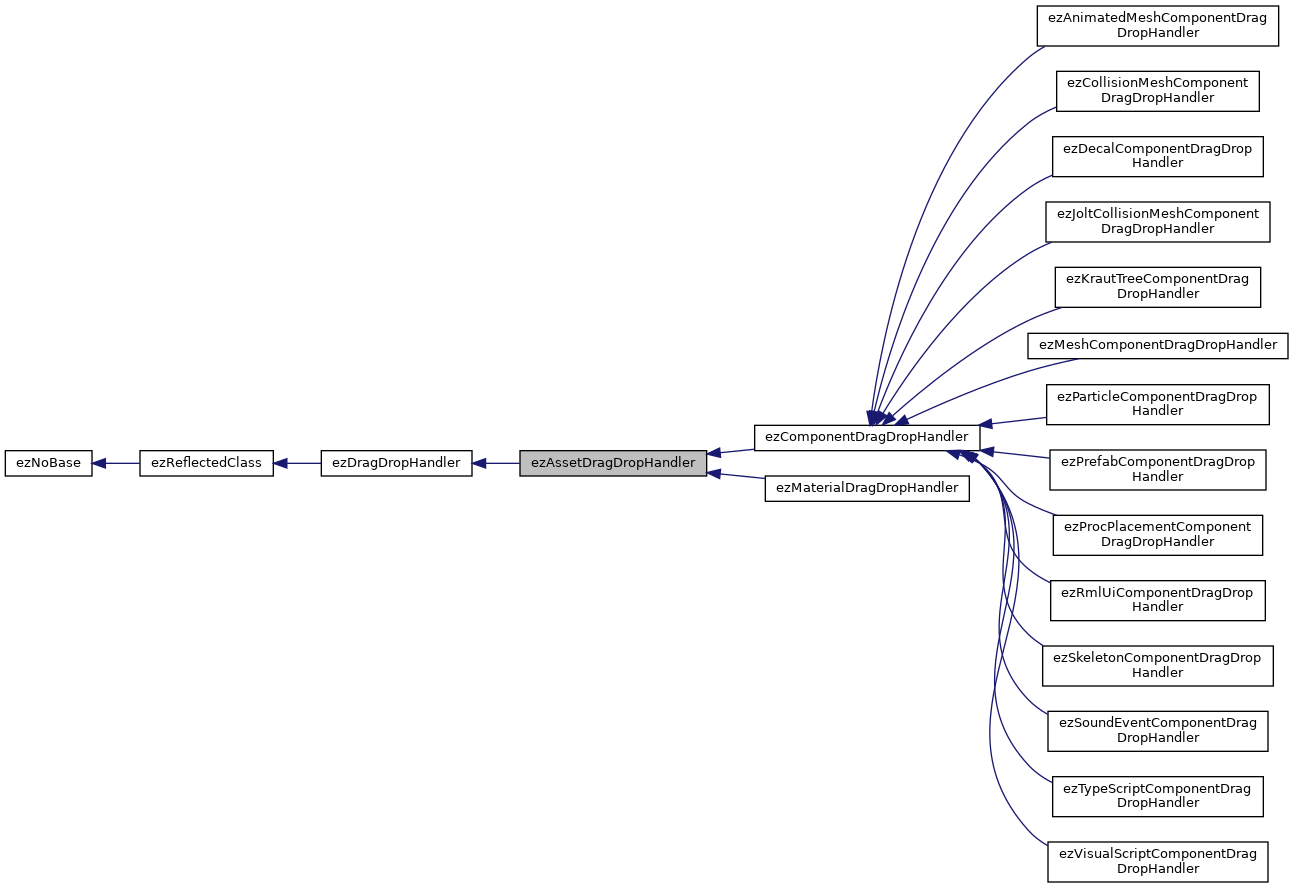 ezAnimatedMeshComponentDrag
DropHandler
ezCollisionMeshComponent
DragDropHandler
ezDecalComponentDragDrop
Handler
ezJoltCollisionMeshComponent
DragDropHandler
ezKrautTreeComponentDrag
DropHandler
ezMeshComponentDragDropHandler
ezParticleComponentDragDrop
Handler
ezComponentDragDropHandler
ezNoBase
ezReflectedClass
ezDragDropHandler
ezAssetDragDropHandler
ezPrefabComponentDragDrop
Handler
ezMaterialDragDropHandler
ezProcPlacementComponent
DragDropHandler
ezRmlUiComponentDragDrop
Handler
ezSkeletonComponentDragDrop
Handler
ezSoundEventComponentDrag
DropHandler
ezTypeScriptComponentDrag
DropHandler
ezVisualScriptComponentDrag
DropHandler